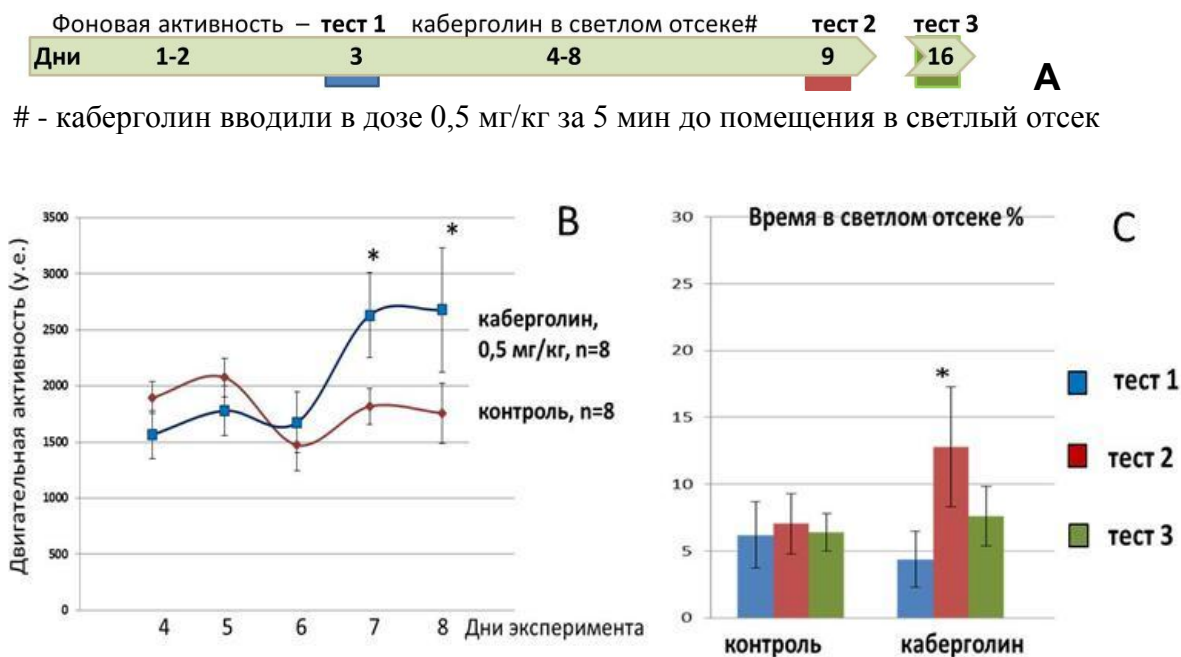 Фоновая активность – тест 1 каберголин в светлом отсеке# тест 2 тест 3
Дни 1-2 3 4-8 9 16
A
# - каберголин вводили в дозе 0,5 мг/кг за 5 мин до помещения в светлый отсек
B
Двигательная активность (у.е.)
3500
3000
2500
2000
1500
1000
500
0
* *
каберголин,
0,5 мг/кг, n=8
контроль, n=8
4 5 6 7 8 Дни эксперимента
Время в светлом отсеке %
C
30
25
20
15
10
5
0
*
контроль каберголин
тест 1
тест 2
тест 3